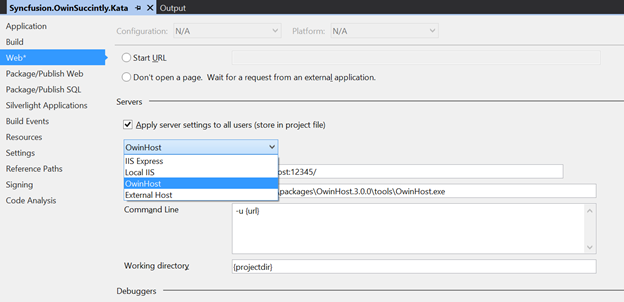 Syncfusion.OwinSuccinctly.Kata Output
Application
Build
Web*
Package/Publish Web
Package/Publish SQL
Silverlight Applications
Build Events
Resources
Settings
Reference Paths
Signing
Code Analysis
Configuration: N/A Platform: N/A
Start URL
Don't open a page. Wait for a request from an external application.
Servers
Apply server settings to all users (store in project file)
OwinHost
IIS Express
Local IIS
OwinHost
External Host
ost:12345/
packages\OwinHost.3.0.0\tools\OwinHost.exe
Command Line
-u {url}
Working directory
{projectdir}
Debuggers